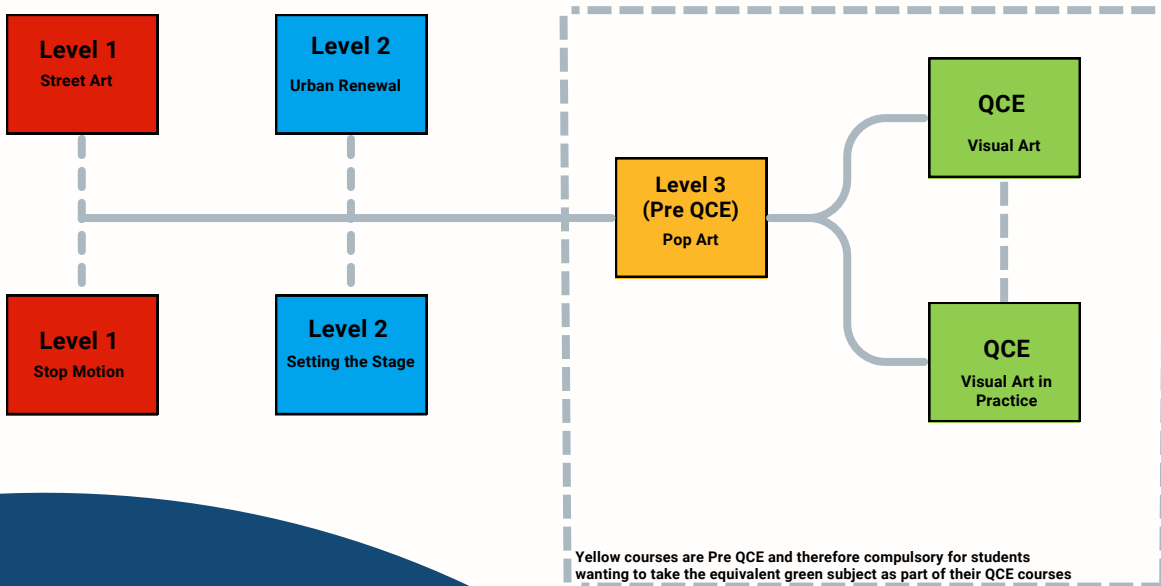 Level 1
Street Art
Level 2
Urban Renewal
Level 1
Stop Motion
Level 2
Setting the Stage
Level 3
(Pre QCE)
Pop Art
QCE
Visual Art
QCE
Visual Art in
Practice
Yellow courses are Pre QCE and therefore compulsory for students
wanting to take the equivalent green subject as part of their QCE courses